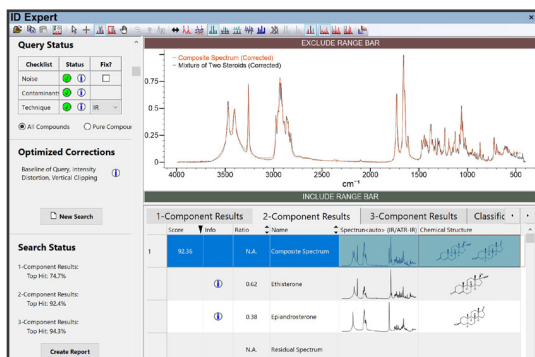 ID Expert
Query Status
EXCLUDE RANGE BAR
Checklist Status Fix?
Noise
Contaminants
Technique IR
All Compounds Pure Compour
Optimized Corrections
Baseline of Query, Intensity
Distortion, Vertical Clipping
New Search
Search Status
1-Component Results:
Top Hit: 74.7%
2-Component Results:
Top Hit: 92.4%
3-Component Results:
Top Hit: 94.3%
Create Report
Composite Spectrum (Corrected)
Mixture of Two Steroids (Corrected)
0.75
0.5
0.25
0
4000 3500 3000 2500 2000 1500 1000 500
cm⁻¹
INCLUDE RANGE BAR
1-Component Results 2-Component Results 3-Component Results Classific
Score Info Ratio Name Spectrum<auto> (IR/ATR-IR) Chemical Structure
1 92.36 N.A. Composite Spectrum
0.62 Ethisterone
0.38 Epiandrosterone
N.A. Residual Spectrum